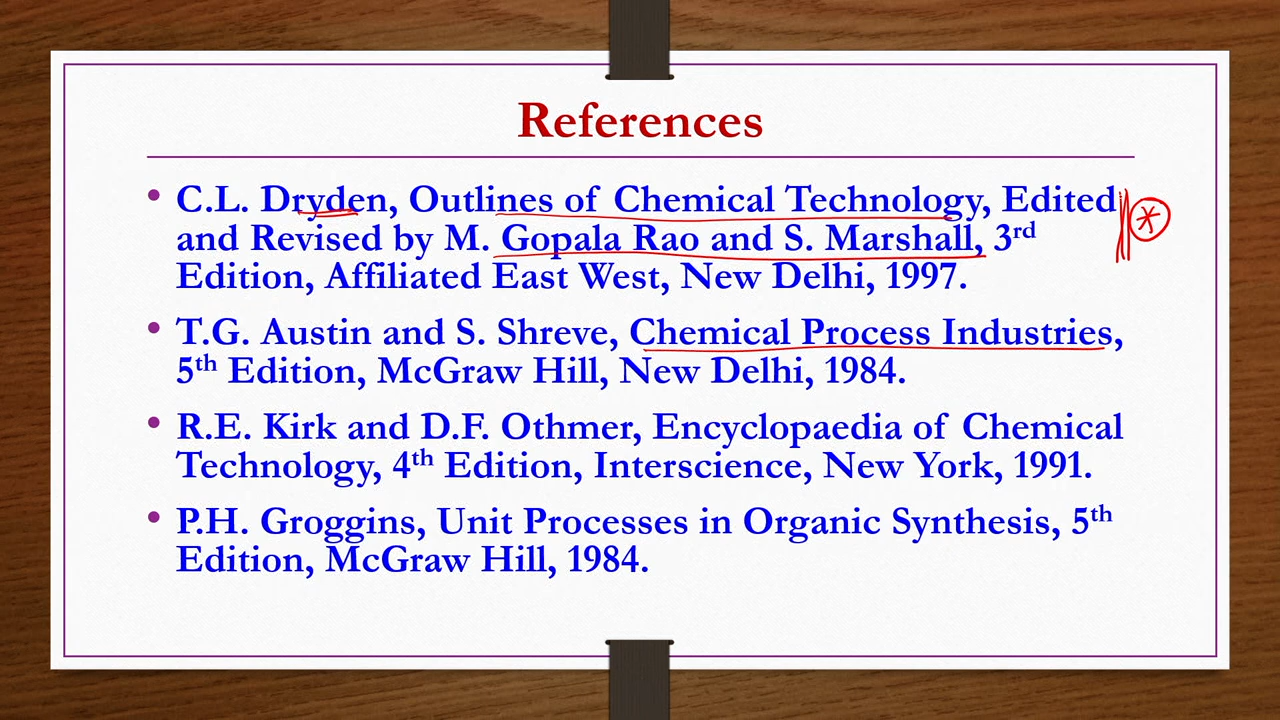 References
• C.L. Dryden, Outlines of Chemical Technology, Edited
and Revised by M. Gopala Rao and S. Marshall, 3rd
Edition, Affiliated East West, New Delhi, 1997.
• T.G. Austin and S. Shreve, Chemical Process Industries,
5th Edition, McGraw Hill, New Delhi, 1984.
• R.E. Kirk and D.F. Othmer, Encyclopaedia of Chemical
Technology, 4th Edition, Interscience, New York, 1991.
• P.H. Groggins, Unit Processes in Organic Synthesis, 5th
Edition, McGraw Hill, 1984.